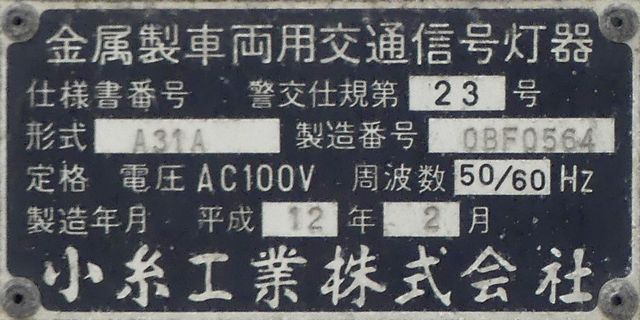 金属製車両用交通信号灯器
仕様書番号 警交仕規第 23 号
形式 A31A 製造番号 0BF0564
定格 電圧 AC100V 周波数 50/60 Hz
製造年月 平成 12 年 2 月
小糸工業株式会社